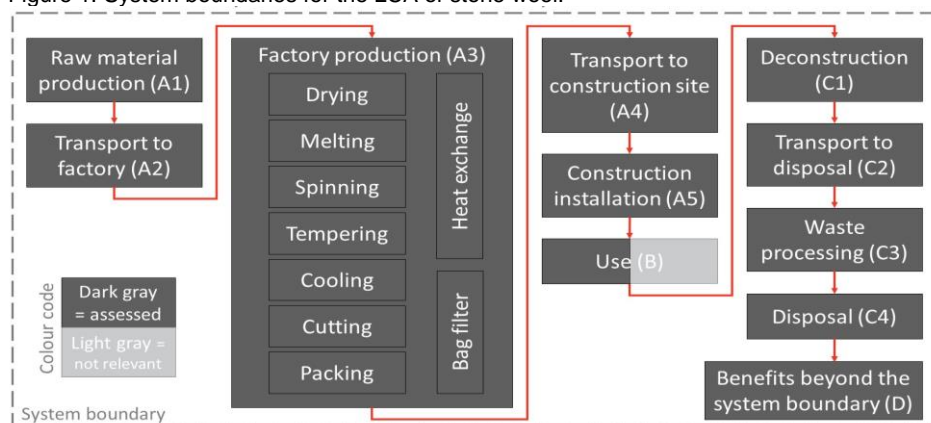 Figure System boundaries for the LCA of stone wool.
Raw material
production (A1)
Transport to
factory (A2)
Factory production (A3)
Drying
Melting
Spinning
Tempering
Cooling
Cutting
Packing
Heat exchange
Bag filter
Transport to
construction site
(A4)
Construction
installation (A5)
Use (B)
Deconstruction
(C1)
Transport to
disposal (C2)
Waste
processing (C3)
Disposal (C4)
Benefits beyond the
system boundary (D)
Colour code
Dark gray
= assessed
Light gray =
not relevant
System boundary